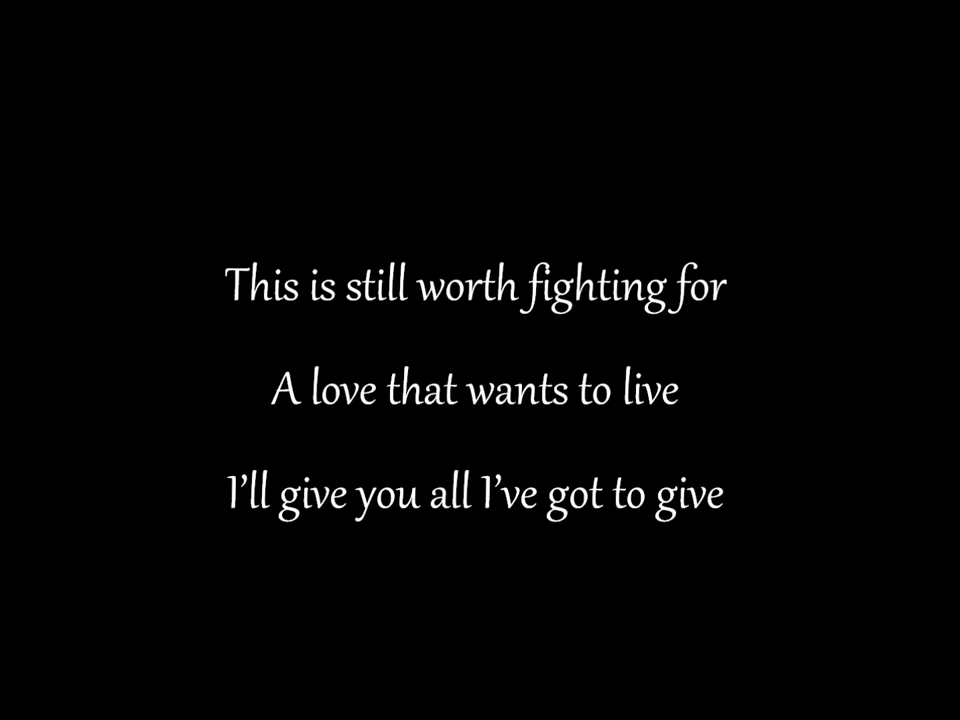 This is still worth fighting for
A love that wants to live
I’ll give you all I’ve got to give